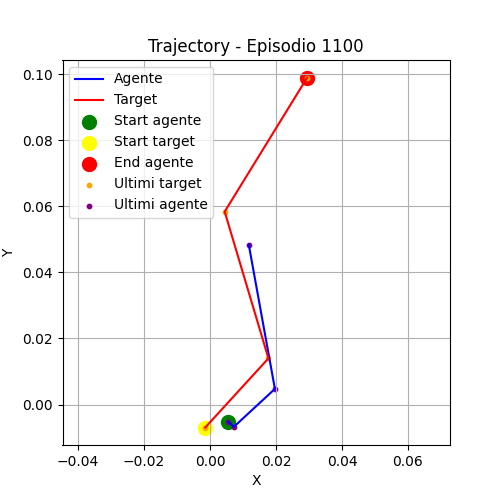 Trajectory - Episodio 1100
Agente
Target
Start agente
Start target
End agente
Ultimi target
Ultimi agente
0.10
0.08
0.06
0.04
0.02
0.00
Y
−0.04 −0.02 0.00 0.02 0.04 0.06
X